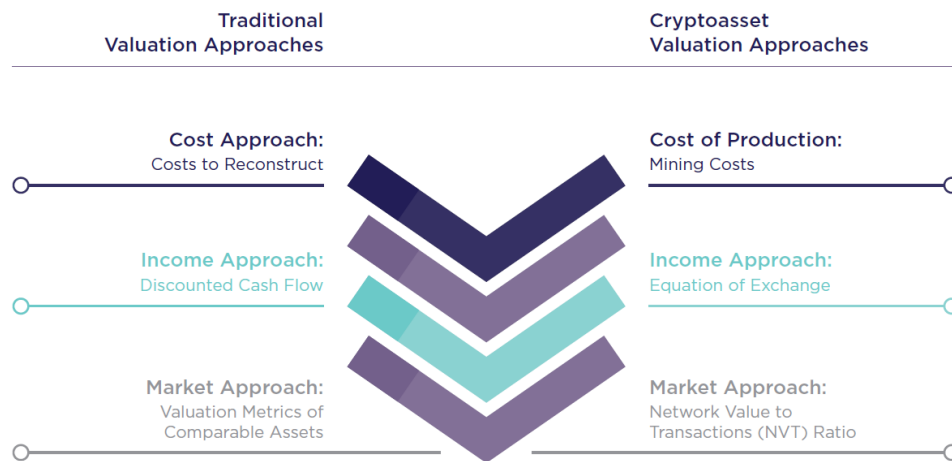 Traditional
Valuation Approaches
Cryptoasset
Valuation Approaches
Cost Approach:
Costs to Reconstruct
Cost of Production:
Mining Costs
Income Approach:
Discounted Cash Flow
Income Approach:
Equation of Exchange
Market Approach:
Valuation Metrics of
Comparable Assets
Market Approach:
Network Value to
Transactions (NVT) Ratio